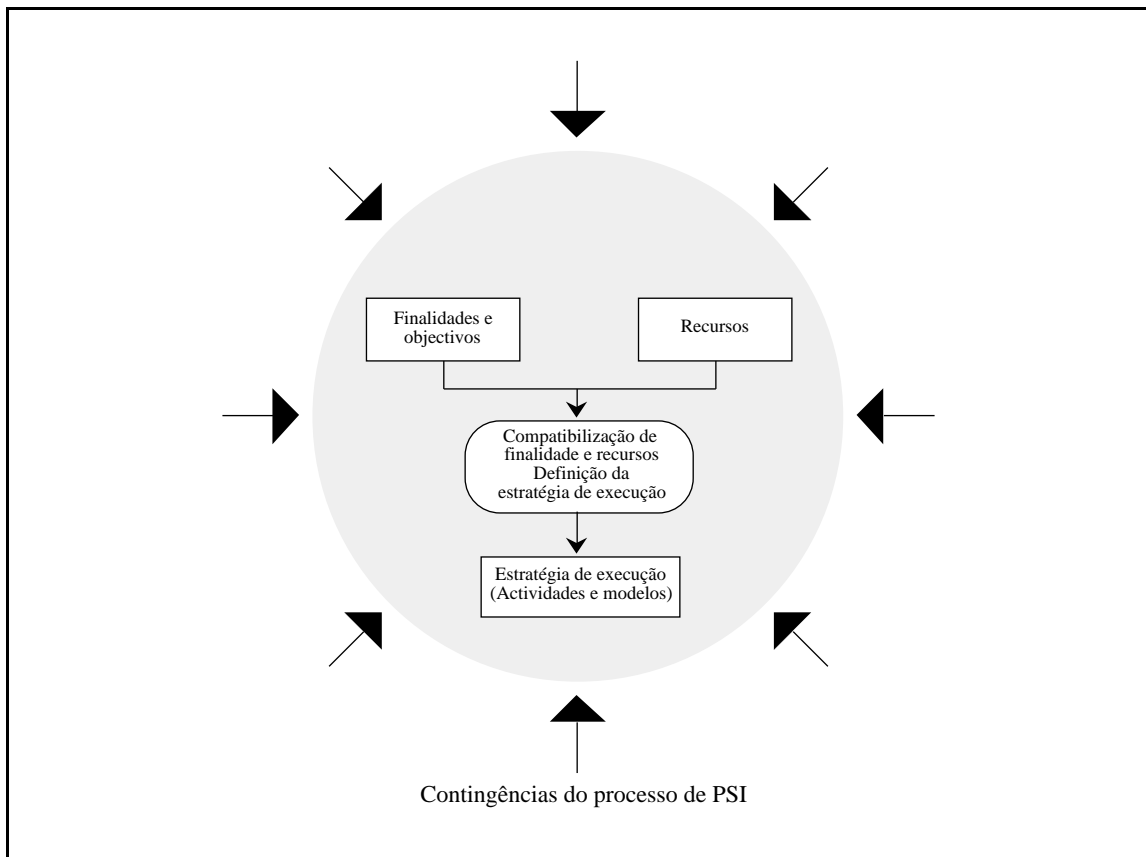 Finalidades e
objectivos
Recursos
Compatibilização de
finalidade e recursos
Definição da
estratégia de execução
Estratégia de execução
(Actividades e modelos)
Contingências do processo de PSI